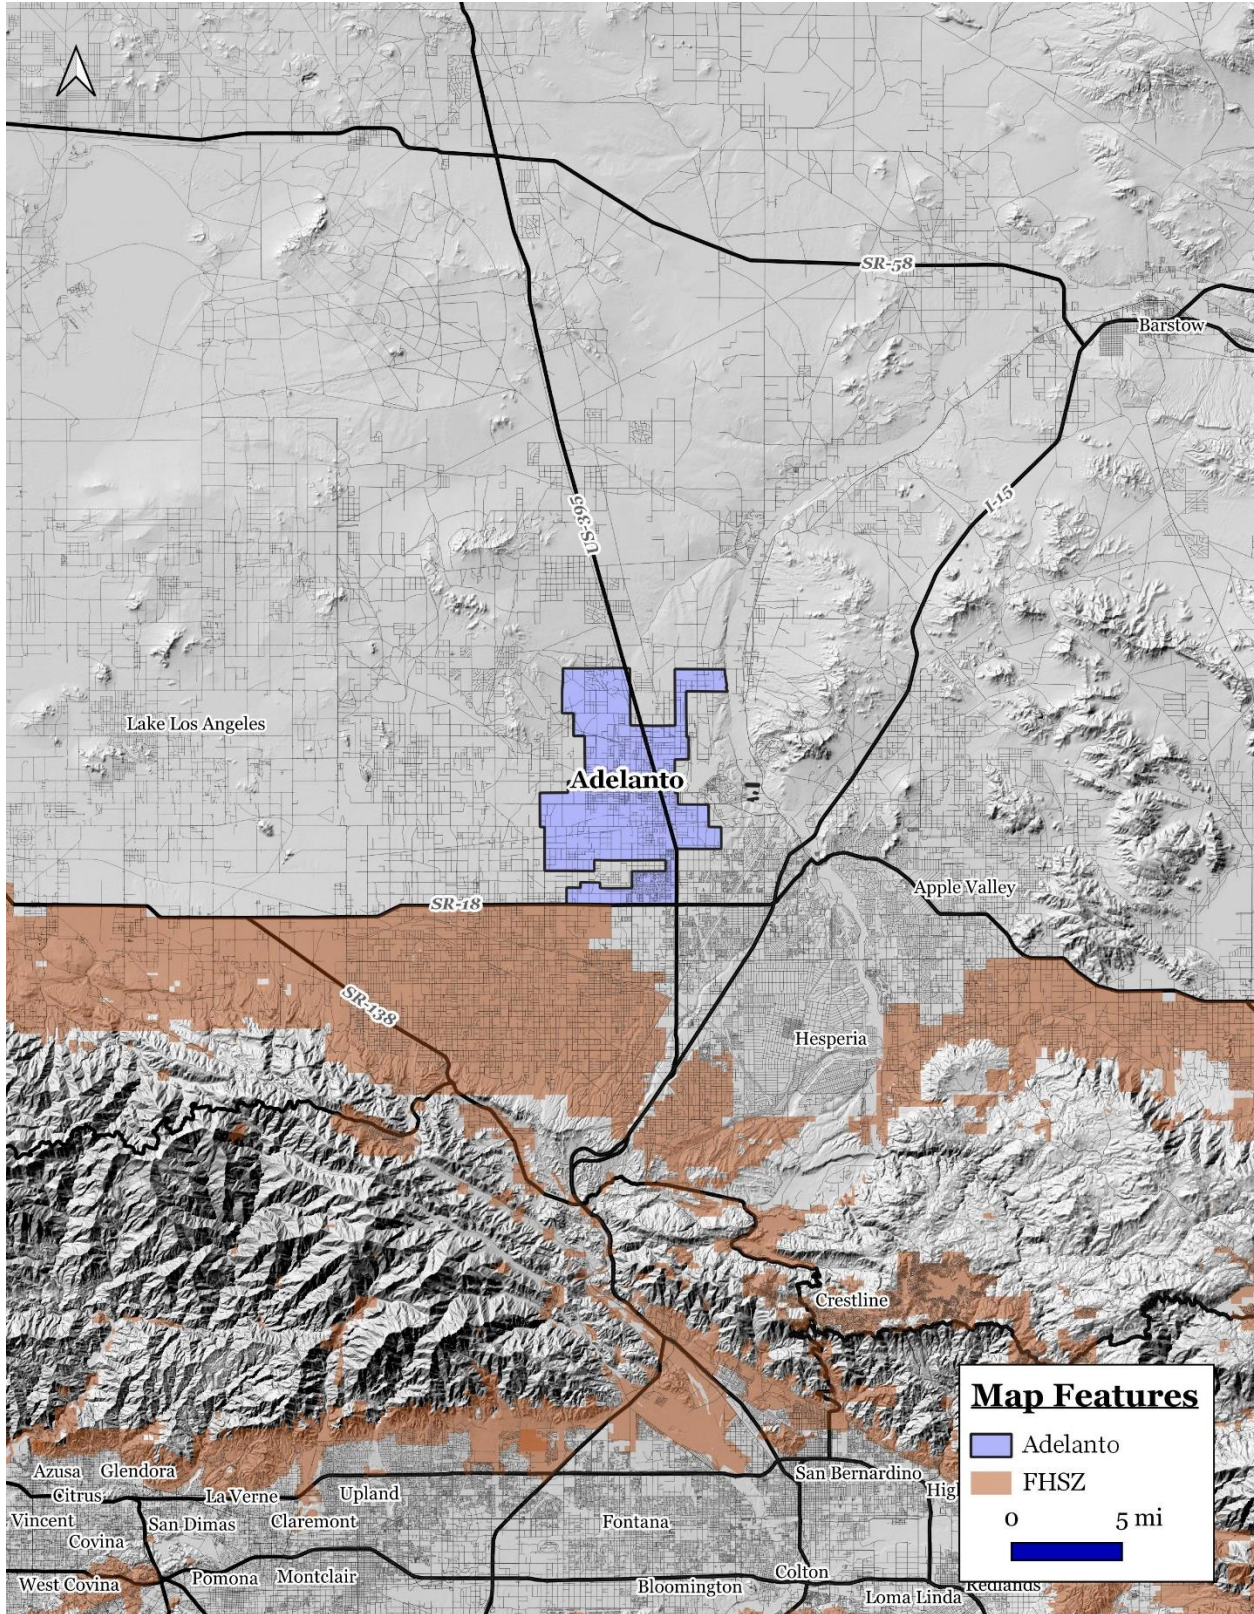 SR-58
Barstow
US-395
I-15
Lake Los Angeles
Adelanto
Apple Valley
SR-18
SR-138
Hesperia
Crestline
Map Features
Adelanto
FHSZ
0 5 mi
Azusa Glendora
San Bernardino
Citrus La Verne Upland
High
Vincent San Dimas Claremont Fontana
Covina
West Covina Pomona Montclair Bloomington Colton
Loma Linda Redlands